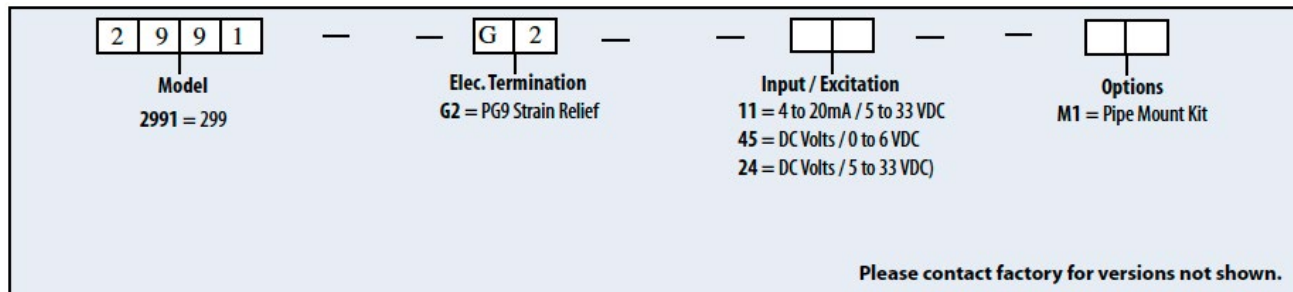 2 9 9 1 — — G 2 — — — —
Model Elec. Termination Input / Excitation Options
2991 = 299 G2 = PG9 Strain Relief 11 = 4 to 20mA / 5 to 33 VDC M1 = Pipe Mount Kit
45 = DC Volts / 0 to 6 VDC
24 = DC Volts / 5 to 33 VDC)
Please contact factory for versions not shown.